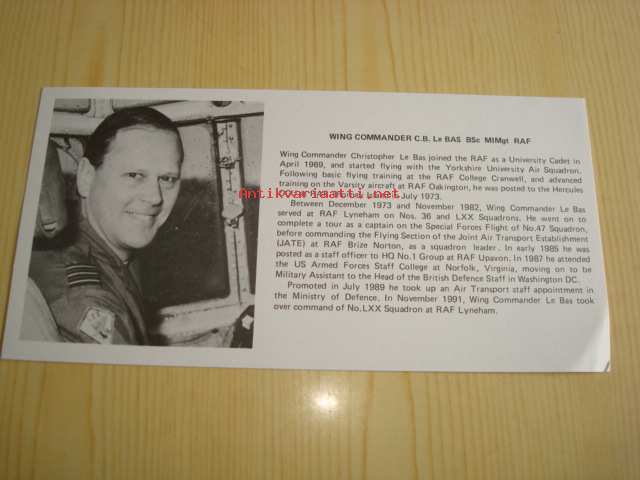 WING COMMANDER C.B. Le BAS BSc MIMgt RAF
Wing Commander Christopher Le Bas joined the RAF as a University Cadet in
April 1969, and started flying with the Yorkshire University Air Squadron.
Following basic flying training at the RAF College Cranwell, and advanced
training on the Varsity aircraft at RAF Oakington, he was posted to the Hercules
Antikvariaatti.net
July 1973.
Between December 1973 and November 1982, Wing Commander Le Bas
served at RAF Lyneham on Nos. 36 and LXX Squadrons. He went on to
complete a tour as a captain on the Special Forces Flight of No.47 Squadron,
before commanding the Flying Section of the Joint Air Transport Establishment
(JATE) at RAF Brize Norton, as a squadron leader. In early 1985 he was
posted as a staff officer to HQ No.1 Group at RAF Upavon. In 1987 he attended
the US Armed Forces Staff College at Norfolk, Virginia, moving on to be
Military Assistant to the Head of the British Defence Staff in Washington DC.
Promoted in July 1989 he took up an Air Transport staff appointment in
the Ministry of Defence. In November 1991, Wing Commander Le Bas took
over command of No.LXX Squadron at RAF Lyneham.